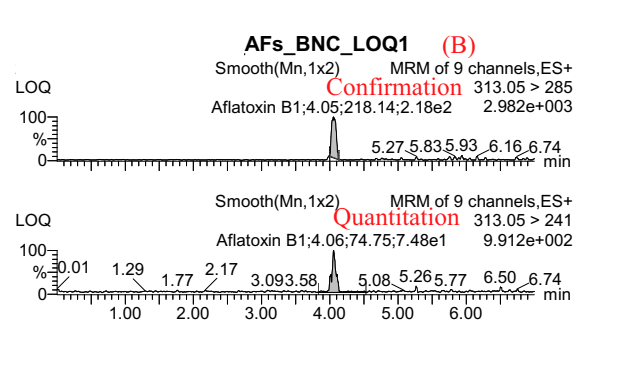 AFs_BNC_LOQ1 (B)
Smooth(Mn,1x2) MRM of 9 channels,ES+
LOQ Confirmation 313.05 > 285
Aflatoxin B1;4.05;218.14;2.18e2 2.982e+003
100
%
5.27 5.83 5.93 6.16 6.74
0 min
Smooth(Mn,1x2) MRM of 9 channels,ES+
LOQ Quantitation 313.05 > 241
Aflatoxin B1;4.06;74.75;7.48e1 9.912e+002
100
%
0.01 1.29 1.77 2.17 3.09 3.58 5.08 5.26 5.77 6.50 6.74
0 min
1.00 2.00 3.00 4.00 5.00 6.00